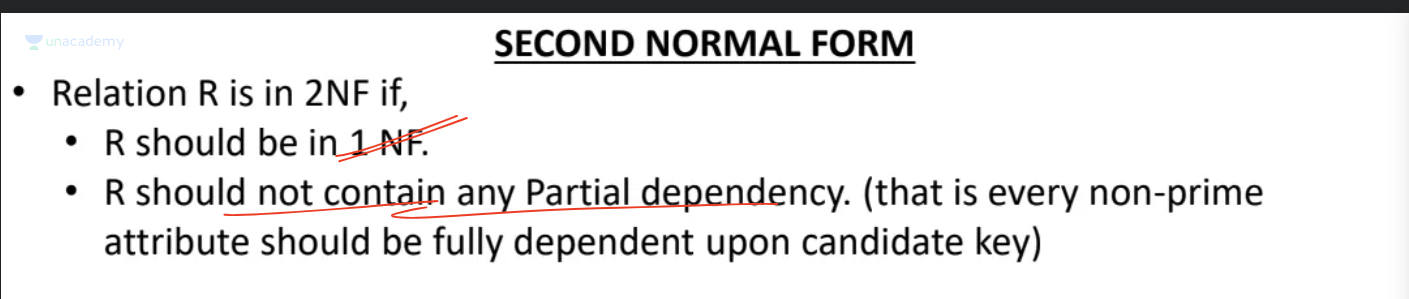 unacademy
SECOND NORMAL FORM
• Relation R is in 2NF if,
• R should be in 1 NF.
• R should not contain any Partial dependency. (that is every non-prime
attribute should be fully dependent upon candidate key)